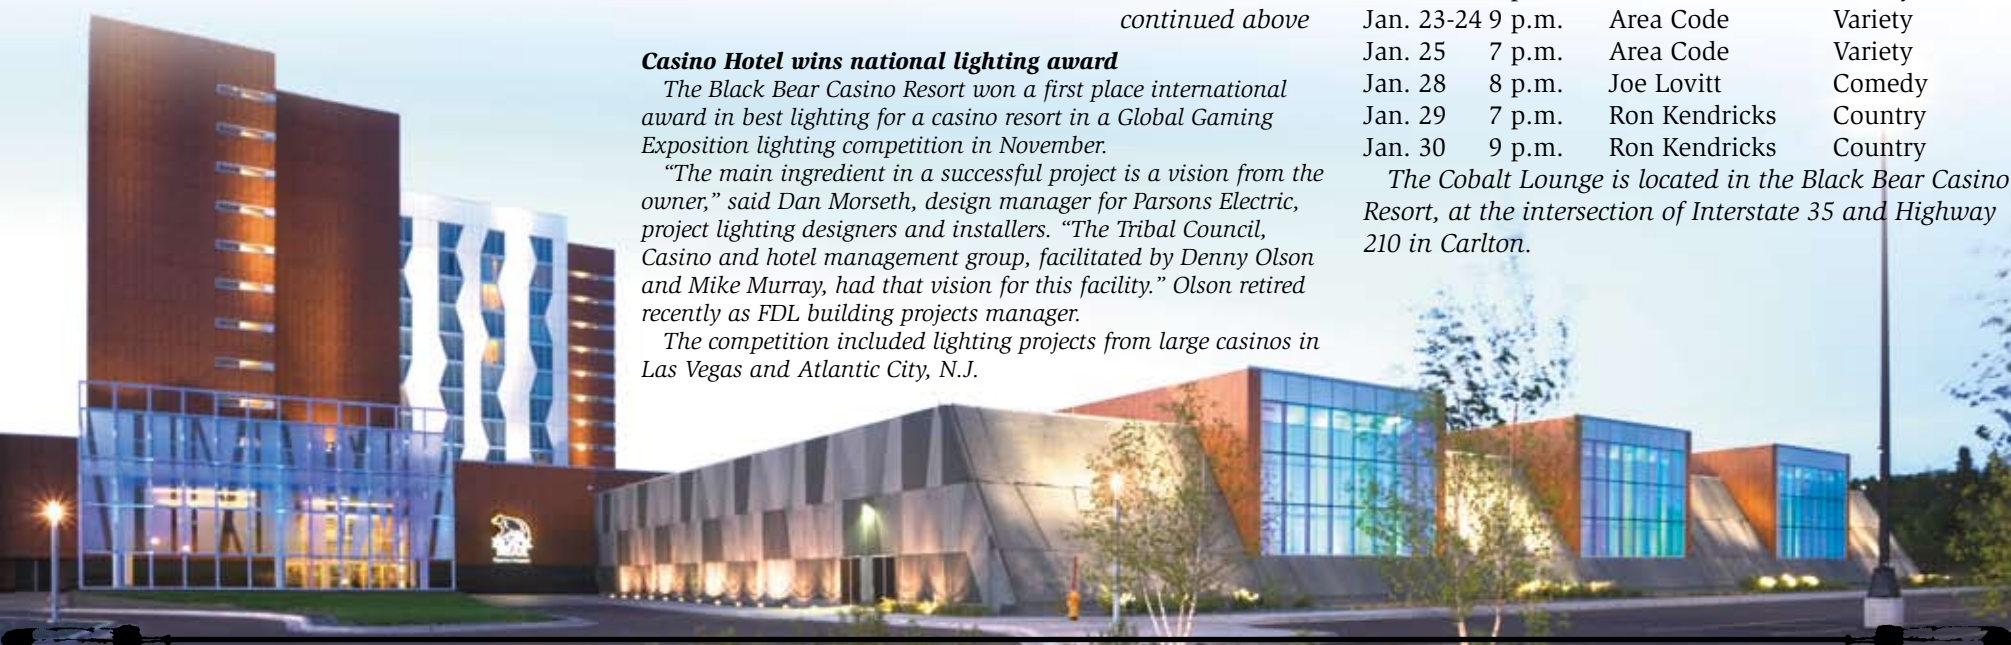 continued above
Casino Hotel wins national lighting award
The Black Bear Casino Resort won a first place international
award in best lighting for a casino resort in a Global Gaming
Exposition lighting competition in November.
“The main ingredient in a successful project is a vision from the
owner,” said Dan Morseth, design manager for Parsons Electric,
project lighting designers and installers. “The Tribal Council,
Casino and hotel management group, facilitated by Denny Olson
and Mike Murray, had that vision for this facility.” Olson retired
recently as FDL building projects manager.
The competition included lighting projects from large casinos in
Las Vegas and Atlantic City, N.J.
Jan. 23-24 9 p.m. Area Code Variety
Jan. 25 7 p.m. Area Code Variety
Jan. 28 8 p.m. Joe Lovitt Comedy
Jan. 29 7 p.m. Ron Kendricks Country
Jan. 30 9 p.m. Ron Kendricks Country
The Cobalt Lounge is located in the Black Bear Casino
Resort, at the intersection of Interstate 35 and Highway
210 in Carlton.